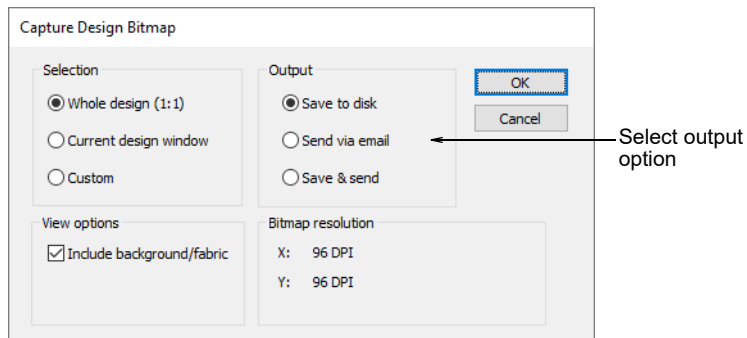 Capture Design Bitmap
Selection
Whole design (1:1)
Current design window
Custom
Output
Save to disk
Send via email
Save & send
OK
Cancel
Select output
option
View options
Include background/fabric
Bitmap resolution
X: 96 DPI
Y: 96 DPI